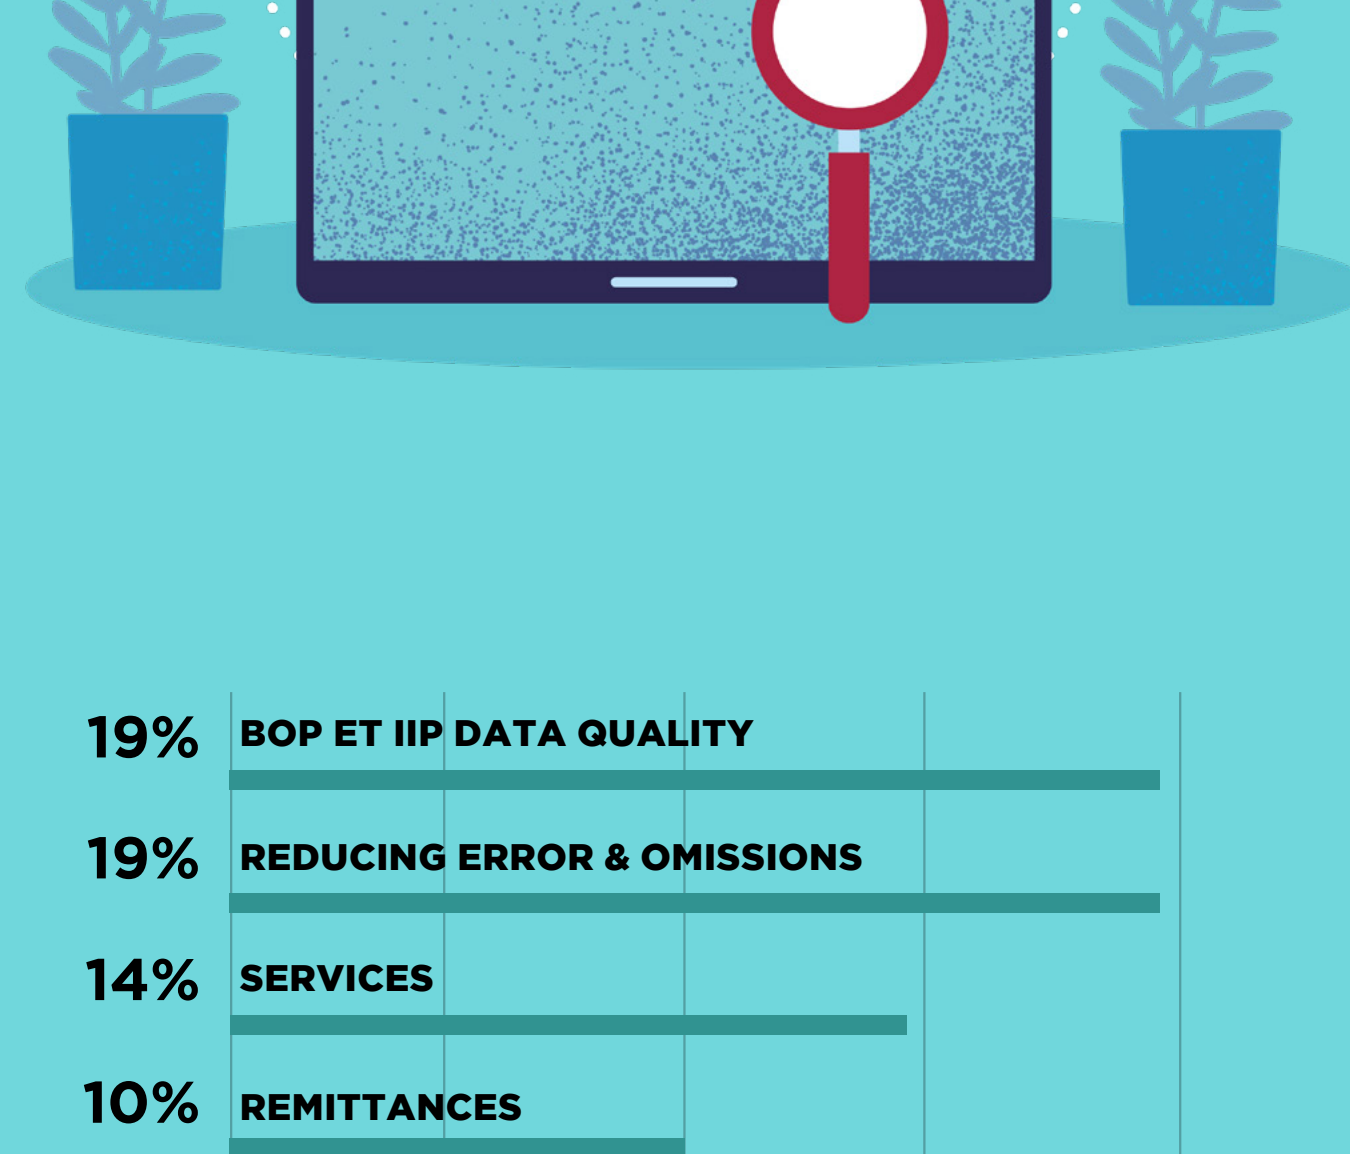 19% BOP ET IIP DATA QUALITY
19% REDUCING ERROR & OMISSIONS
14% SERVICES
10% REMITTANCES